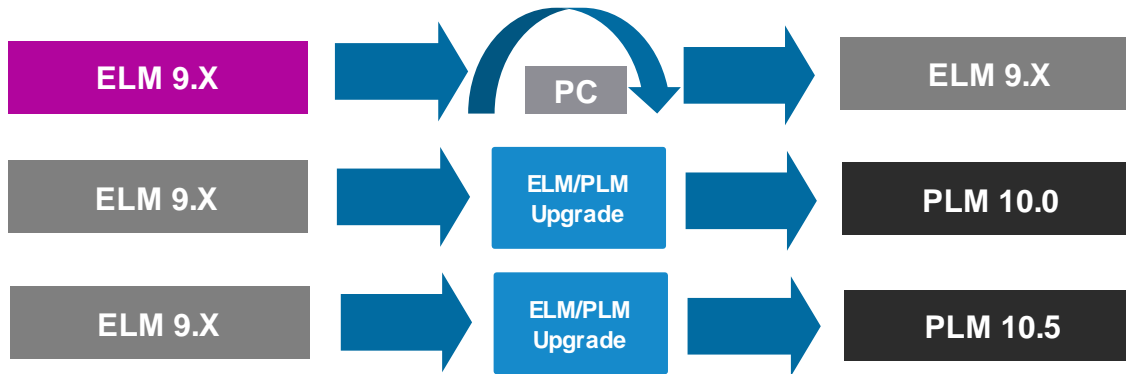 ELM 9.X
PC
ELM 9.X
ELM 9.X
ELM/PLM
Upgrade
PLM 10.0
ELM 9.X
ELM/PLM
Upgrade
PLM 10.5